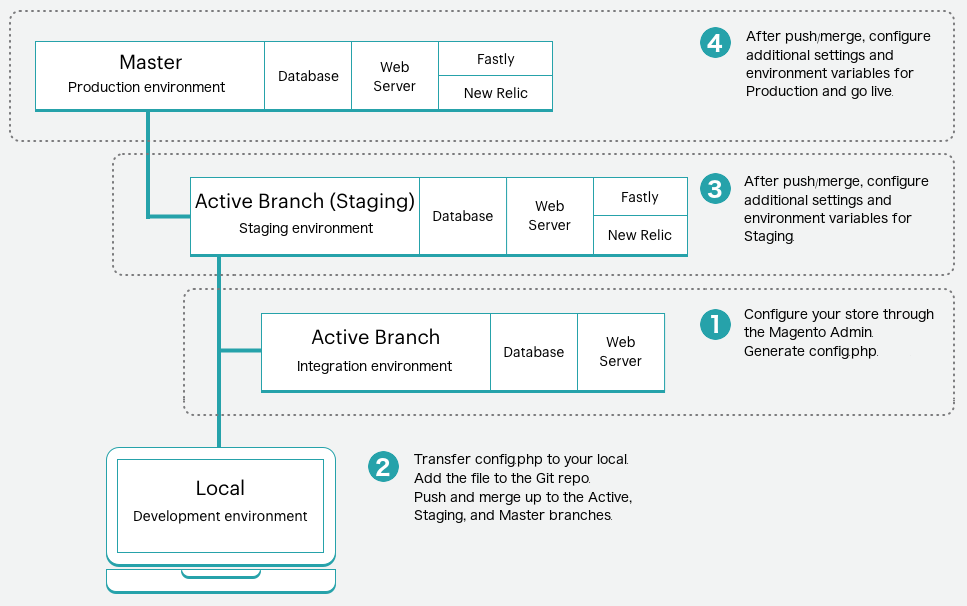 Master
Production environment
Database
Web
Server
Fastly
New Relic
4
After push/merge, configure
additional settings and
environment variables for
Production and go live.
Active Branch (Staging)
Staging environment
Database
Web
Server
Fastly
New Relic
3
After push/merge, configure
additional settings and
environment variables for
Staging.
Active Branch
Integration environment
Database
Web
Server
1
Configure your store through
the Magento Admin.
Generate config.php.
Local
Development environment
2
Transfer config.php to your local.
Add the file to the Git repo.
Push and merge up to the Active,
Staging, and Master branches.